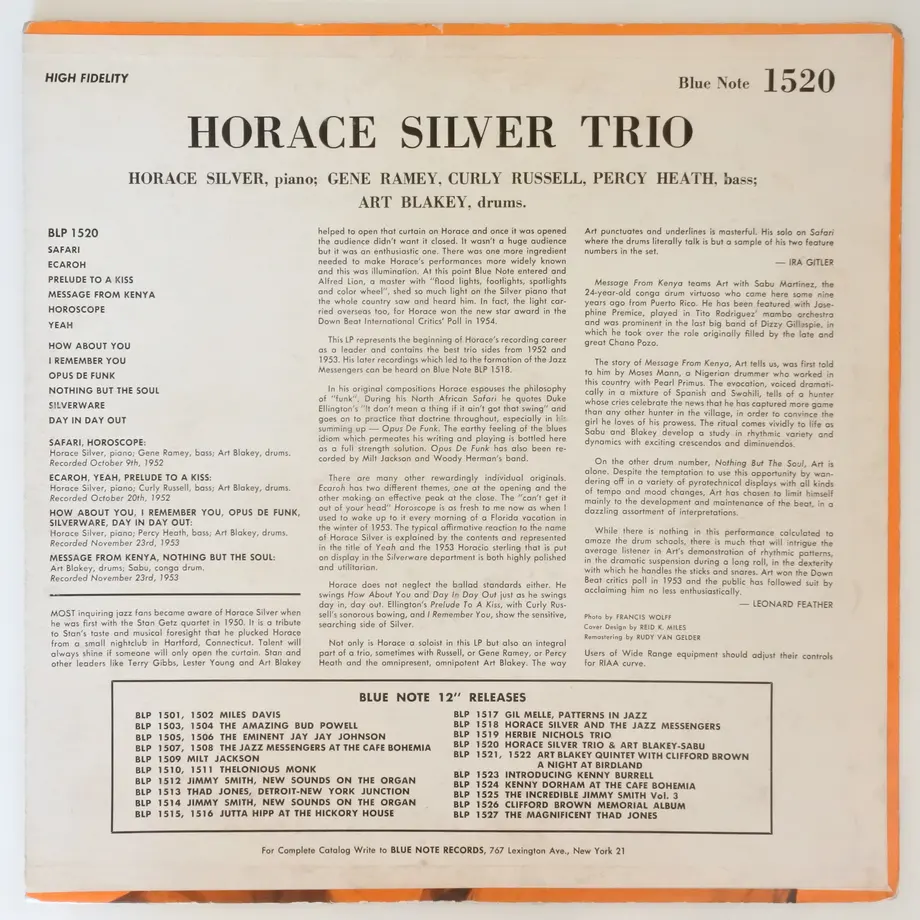 HIGH FIDELITY
Blue Note 1520
HORACE SILVER TRIO
HORACE SILVER, piano; GENE RAMEY, CURLY RUSSELL, PERCY HEATH, bass;
ART BLAKEY, drums.
BLP 1520
SAFARI
ECAROH
PRELUDE TO A KISS
MESSAGE FROM KENYA
HOROSCOPE
YEAH
HOW ABOUT YOU
I REMEMBER YOU
OPUS DE FUNK
NOTHING BUT THE SOUL
SILVERWARE
DAY IN DAY OUT
SAFARI, HOROSCOPE:
Horace Silver, piano; Gene Ramey, bass; Art Blakey, drums.
Recorded October 9th, 1952
ECAROH, YEAH, PRELUDE TO A KISS:
Horace Silver, piano; Curly Russell, bass; Art Blakey, drums.
Recorded October 20th, 1952
HOW ABOUT YOU, I REMEMBER YOU, OPUS DE FUNK,
SILVERWARE, DAY IN DAY OUT:
Horace Silver, piano; Percy Heath, bass; Art Blakey, drums.
Recorded November 23rd, 1953
MESSAGE FROM KENYA, NOTHING BUT THE SOUL:
Art Blakey, drums; Sabu, conga drum.
Recorded November 23rd, 1953
MOST inquiring jazz fans became aware of Horace Silver when
he was first with the Stan Getz quartet in 1950. It is a tribute
to Stan's taste and musical foresight that he plucked Horace
from a small nightclub in Hartford, Connecticut. Talent will
always shine if someone will only open the curtain. Stan and
other leaders like Terry Gibbs, Lester Young and Art Blakey
helped to open that curtain on Horace and once it was opened
the audience didn't want it closed. It wasn't a huge audience
but it was an enthusiastic one. There was one more ingredient
needed to make Horace's performances more widely known
and this was illumination. At this point Blue Note entered and
Alfred Lion, a master with "flood lights, footlights, spotlights
and color wheel", shed so much light on the Silver piano that
the whole country saw and heard him. In fact, the light car-
ried overseas too, for Horace won the new star award in the
Down Beat International Critics' Poll in 1954.
This LP represents the beginning of Horace's recording career
as a leader and contains the best trio sides from 1952 and
1953. His later recordings which led to the formation of the Jazz
Messengers can be heard on Blue Note BLP 1518.
In his original compositions Horace espouses the philosophy
of "funk". During his North African Safari he quotes Duke
Ellington's "It don't mean a thing if it ain't got that swing" and
goes on to practice that doctrine throughout, especially in his
summing up — Opus De Funk. The earthy feeling of the blues
idiom which permeates his writing and playing is bottled here
as a full strength solution. Opus De Funk has also been re-
corded by Milt Jackson and Woody Herman's band.
There are many other rewardingly individual originals.
Ecaroh has two different themes, one at the opening and the
other making an effective peak at the close. The "can't get it
out of your head" Horoscope is as fresh to me now as when I
used to wake up to it every morning of a Florida vacation in
the winter of 1953. The typical affirmative reaction to the name
of Horace Silver is explained by the contents and represented
in the title of Yeah and the 1953 Horacio sterling that is put
on display in the Silverware department is both highly polished
and utilitarian.
Horace does not neglect the ballad standards either. He
swings How About You and Day In Day Out just as he swings
day in, day out. Ellington's Prelude To A Kiss, with Curly Rus-
sell's sonorous bowing, and I Remember You, show the sensitive,
searching side of Silver.
Not only is Horace a soloist in this LP but also an integral
part of a trio, sometimes with Russell, or Gene Ramey, or Percy
Heath and the omnipresent, omnipotent Art Blakey. The way
Art punctuates and underlines is masterful. His solo on Safari
where the drums literally talk is but a sample of his two feature
numbers in the set.
— IRA GITLER
Message From Kenya teams Art with Sabu Martinez, the
24-year-old conga drum virtuoso who came here some nine
years ago from Puerto Rico. He has been featured with Jose-
phine Premice, played in Tito Rodriguez' mambo orchestra
and was prominent in the last big band of Dizzy Gillespie, in
which he took over the role originally filled by the late and
great Chano Pozo.
The story of Message From Kenya, Art tells us, was first told
to him by Moses Mann, a Nigerian drummer who worked in
this country with Pearl Primus. The evocation, voiced dramati-
cally in a mixture of Spanish and Swahili, tells of a hunter
whose cries celebrate the news that he has captured more game
than any other hunter in the village, in order to convince the
girl he loves of his prowess. The ritual comes vividly to life as
Sabu and Blakey develop a study in rhythmic variety and
dynamics with exciting crescendos and diminuendos.
On the other drum number, Nothing But The Soul, Art is
alone. Despite the temptation to use this opportunity by wan-
dering off in a variety of pyrotechnical displays with all kinds
of tempo and mood changes, Art has chosen to limit himself
mainly to the development and maintenance of the beat, in a
dazzling assortment of interpretations.
While there is nothing in this performance calculated to
amaze the drum schools, there is much that will intrigue the
average listener in Art's demonstration of rhythmic patterns,
in the dramatic suspension during a long roll, in the dexterity
with which he handles the sticks and snares. Art won the Down
Beat critics poll in 1953 and the public has followed suit by
acclaiming him no less enthusiastically.
— LEONARD FEATHER
Photo by FRANCIS WOLFF
Cover Design by REID K. MILES
Remastering by RUDY VAN GELDER
Users of Wide Range equipment should adjust their controls
for RIAA curve.
BLUE NOTE 12" RELEASES
BLP 1501, 1502 MILES DAVIS
BLP 1503, 1504 THE AMAZING BUD POWELL
BLP 1505, 1506 THE EMINENT JAY JAY JOHNSON
BLP 1507, 1508 THE JAZZ MESSENGERS AT THE CAFE BOHEMIA
BLP 1509 MILT JACKSON
BLP 1510, 1511 THELONIOUS MONK
BLP 1512 JIMMY SMITH, NEW SOUNDS ON THE ORGAN
BLP 1513 THAD JONES, DETROIT-NEW YORK JUNCTION
BLP 1514 JIMMY SMITH, NEW SOUNDS ON THE ORGAN
BLP 1515, 1516 JUTTA HIPP AT THE HICKORY HOUSE
BLP 1517 GIL MELLE, PATTERNS IN JAZZ
BLP 1518 HORACE SILVER AND THE JAZZ MESSENGERS
BLP 1519 HERBIE NICHOLS TRIO
BLP 1520 HORACE SILVER TRIO & ART BLAKEY-SABU
BLP 1521, 1522 ART BLAKEY QUINTET WITH CLIFFORD BROWN
A NIGHT AT BIRDLAND
BLP 1523 INTRODUCING KENNY BURRELL
BLP 1524 KENNY DORHAM AT THE CAFE BOHEMIA
BLP 1525 THE INCREDIBLE JIMMY SMITH Vol. 3
BLP 1526 CLIFFORD BROWN MEMORIAL ALBUM
BLP 1527 THE MAGNIFICENT THAD JONES
For Complete Catalog Write to BLUE NOTE RECORDS, 767 Lexington Ave., New York 21